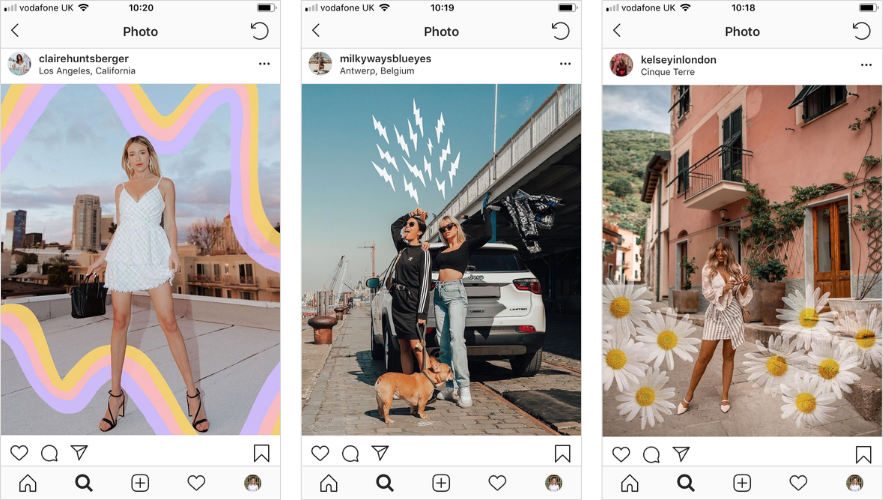 vodafone UK 10:20
Photo
clairehuntsberger
Los Angeles, California
vodafone UK 10:19
Photo
milkywaysblueyes
Antwerp, Belgium
Jeep
vodafone UK 10:18
Photo
kelseyinlondon
Cinque Terre